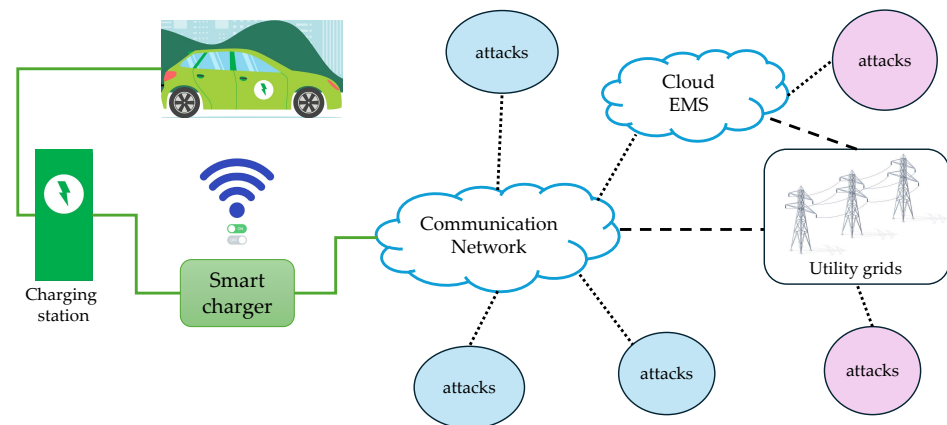 attacks
Cloud
EMS
attacks
Communication
Network
Utility grids
Charging
station
Smart
charger
attacks
attacks
attacks